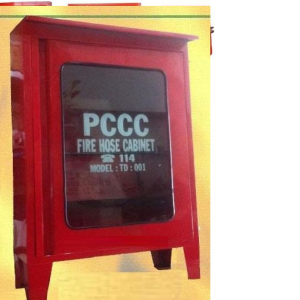 PCCC
FIRE HOSE CABINET
☎ 114
MODEL : TD : 001